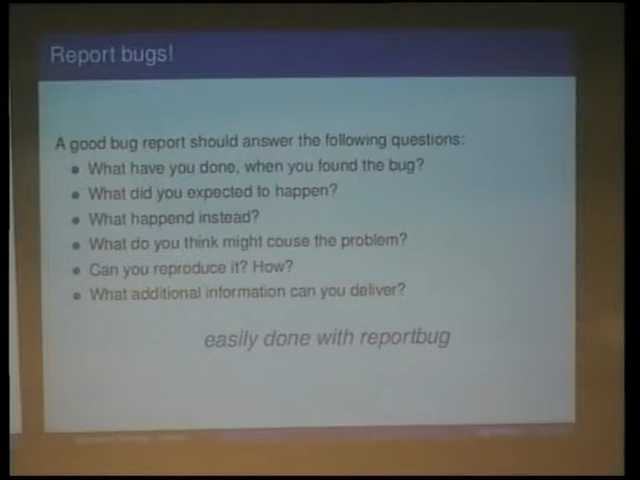 Report bugs!
A good bug report should answer the following questions:
What have you done, when you found the bug?
What did you expected to happen?
What happend instead?
What do you think might couse the problem?
Can you reproduce it? How?
What additional information can you deliver?
easily done with reportbug